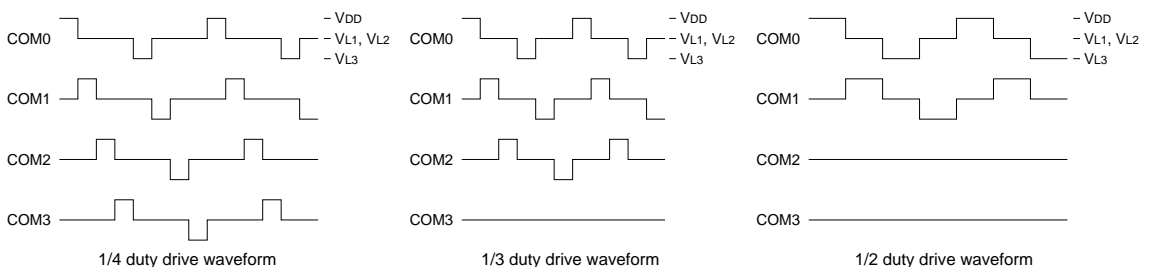 COM0
VDD
VL1, VL2
VL3
COM1
COM2
COM3
1/4 duty drive waveform
COM0
VDD
VL1, VL2
VL3
COM1
COM2
COM3
1/3 duty drive waveform
COM0
VDD
VL1, VL2
VL3
COM1
COM2
COM3
1/2 duty drive waveform